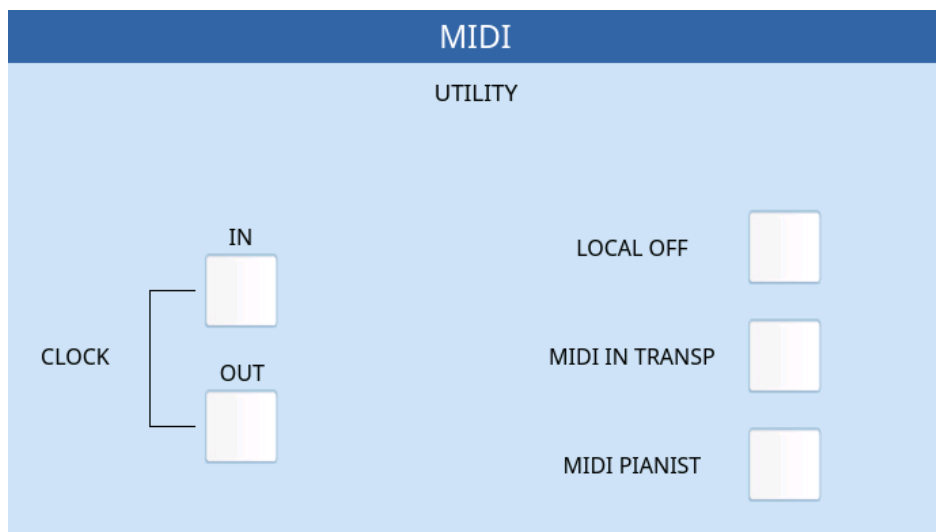 MIDI
UTILITY
IN
CLOCK
OUT
LOCAL OFF
MIDI IN TRANSP
MIDI PIANIST